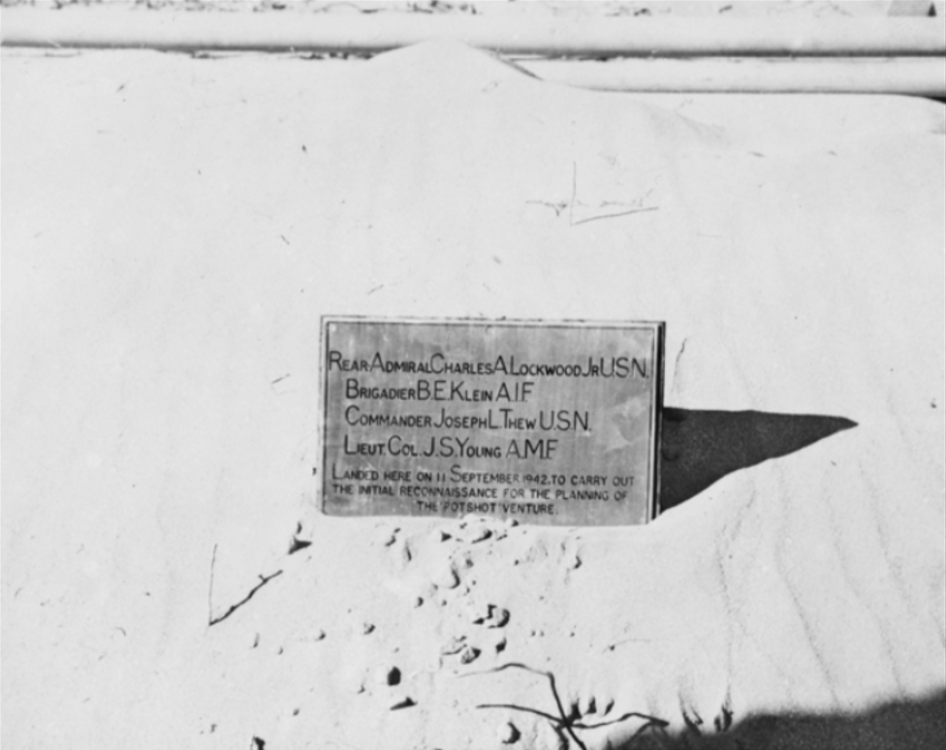 REAR·ADMIRAL CHARLES A. LOCKWOOD JR U.S.N.
BRIGADIER B.E. KLEIN A.I.F
COMMANDER JOSEPH L. THEW U.S.N.
LIEUT. COL. J.S. YOUNG A.M.F
LANDED HERE ON 11 SEPTEMBER, 1942. TO CARRY OUT
THE INITIAL RECONNAISSANCE FOR THE PLANNING OF
THE 'POTSHOT' VENTURE.